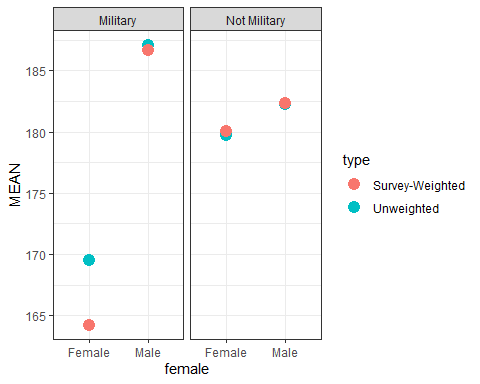 Military
Not Military
MEAN
185
180
175
170
165
Female
Male
Female
Male
female
type
Survey-Weighted
Unweighted